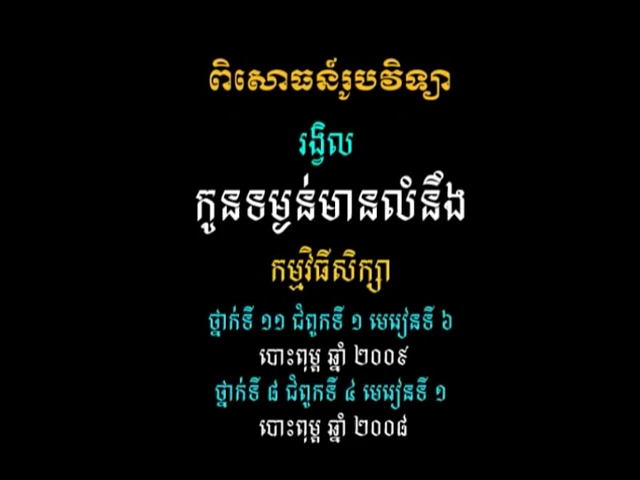 ពិសោធន៍រូបវិទ្យា
រង្វិល
កូនទម្ងន់មានលំនឹង
កម្មវិធីសិក្សា
ថ្នាក់ទី ១១ ជំពូកទី ១ មេរៀនទី ៦
បោះពុម្ព ឆ្នាំ ២០០៩
ថ្នាក់ទី ៨ ជំពូកទី ៤ មេរៀនទី ១
បោះពុម្ព ឆ្នាំ ២០០៨